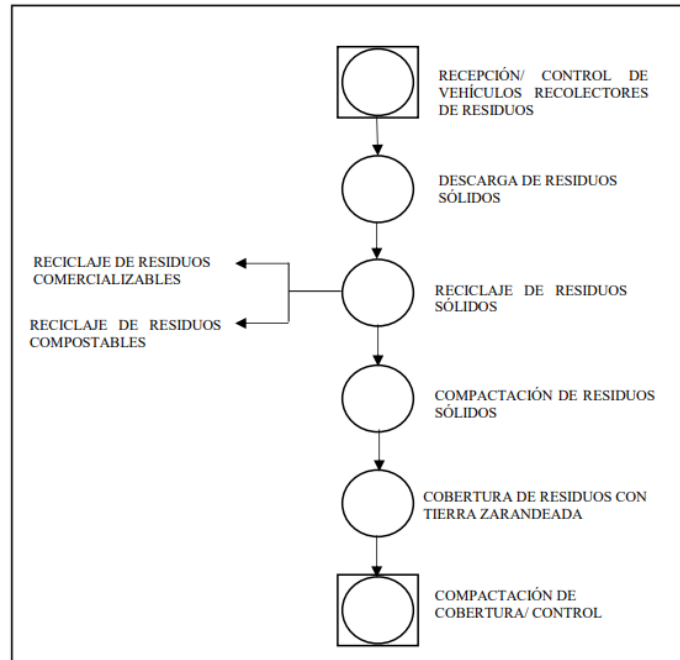 RECEPCIÓN/ CONTROL DE
VEHÍCULOS RECOLECTORES
DE RESIDUOS
DESCARGA DE RESIDUOS
SÓLIDOS
RECICLAJE DE RESIDUOS
COMERCIALIZABLES
RECICLAJE DE RESIDUOS
COMPOSTABLES
RECICLAJE DE RESIDUOS
SÓLIDOS
COMPACTACIÓN DE RESIDUOS
SÓLIDOS
COBERTURA DE RESIDUOS CON
TIERRA ZARANDEADA
COMPACTACIÓN DE
COBERTURA/ CONTROL